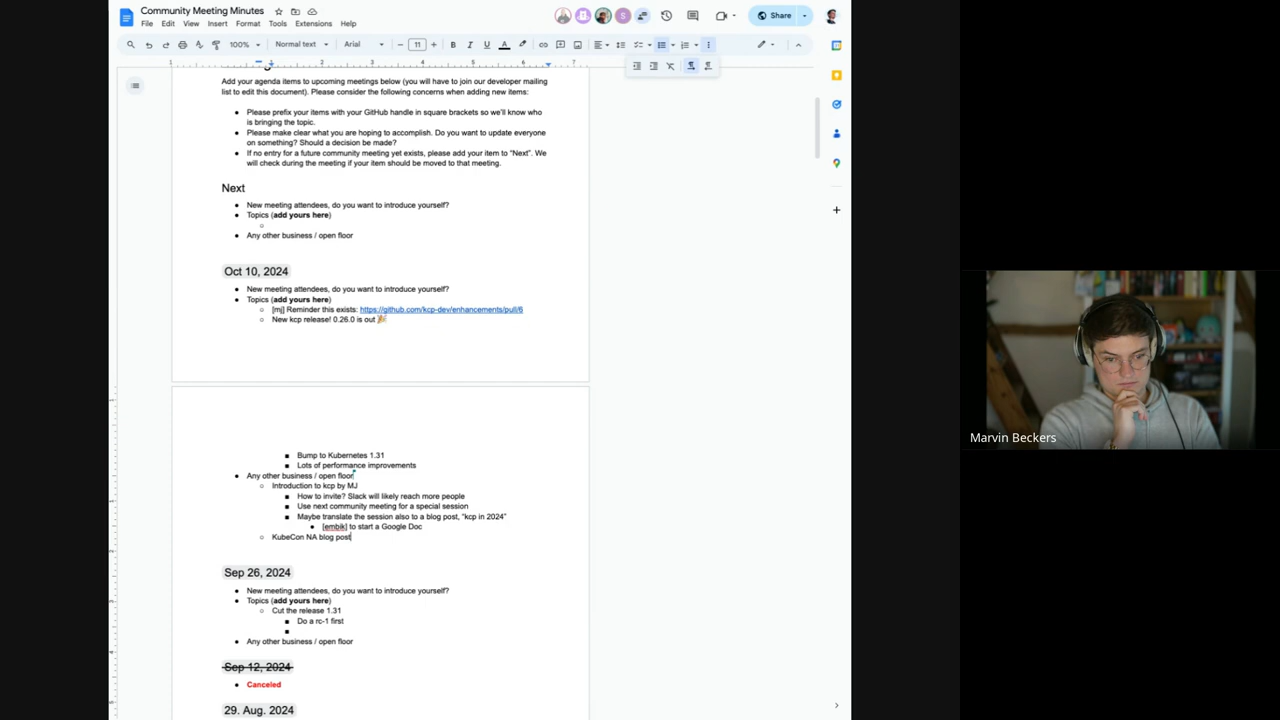 Community Meeting Minutes
File Edit View Insert Format Tools Extensions Help
Share
100% Normal text Arial 11
Add your agenda items to upcoming meetings below (you will have to join our developer mailing
list to edit this document). Please consider the following concerns when adding new items:
Please prefix your items with your GitHub handle in square brackets so we'll know who
is bringing the topic.
Please make clear what you are hoping to accomplish. Do you want to update everyone
on something? Should a decision be made?
If no entry for a future community meeting yet exists, please add your item to "Next". We
will check during the meeting if your item should be moved to that meeting.
Next
New meeting attendees, do you want to introduce yourself?
Topics (add yours here)
Any other business / open floor
Oct 10, 2024
New meeting attendees, do you want to introduce yourself?
Topics (add yours here)
[mj] Reminder this exists: https://github.com/kcp-dev/enhancements/pull/6
New kcp release! 0.26.0 is out 🎉
Bump to Kubernetes 1.31
Lots of performance improvements
Any other business / open floor
Introduction to kcp by MJ
How to invite? Slack will likely reach more people
Use next community meeting for a special session
Maybe translate the session also to a blog post, "kcp in 2024"
[embik] to start a Google Doc
KubeCon NA blog post
Sep 26, 2024
New meeting attendees, do you want to introduce yourself?
Topics (add yours here)
Cut the release 1.31
Do a rc-1 first
Any other business / open floor
Sep 12, 2024
Canceled
29. Aug. 2024
Marvin Beckers